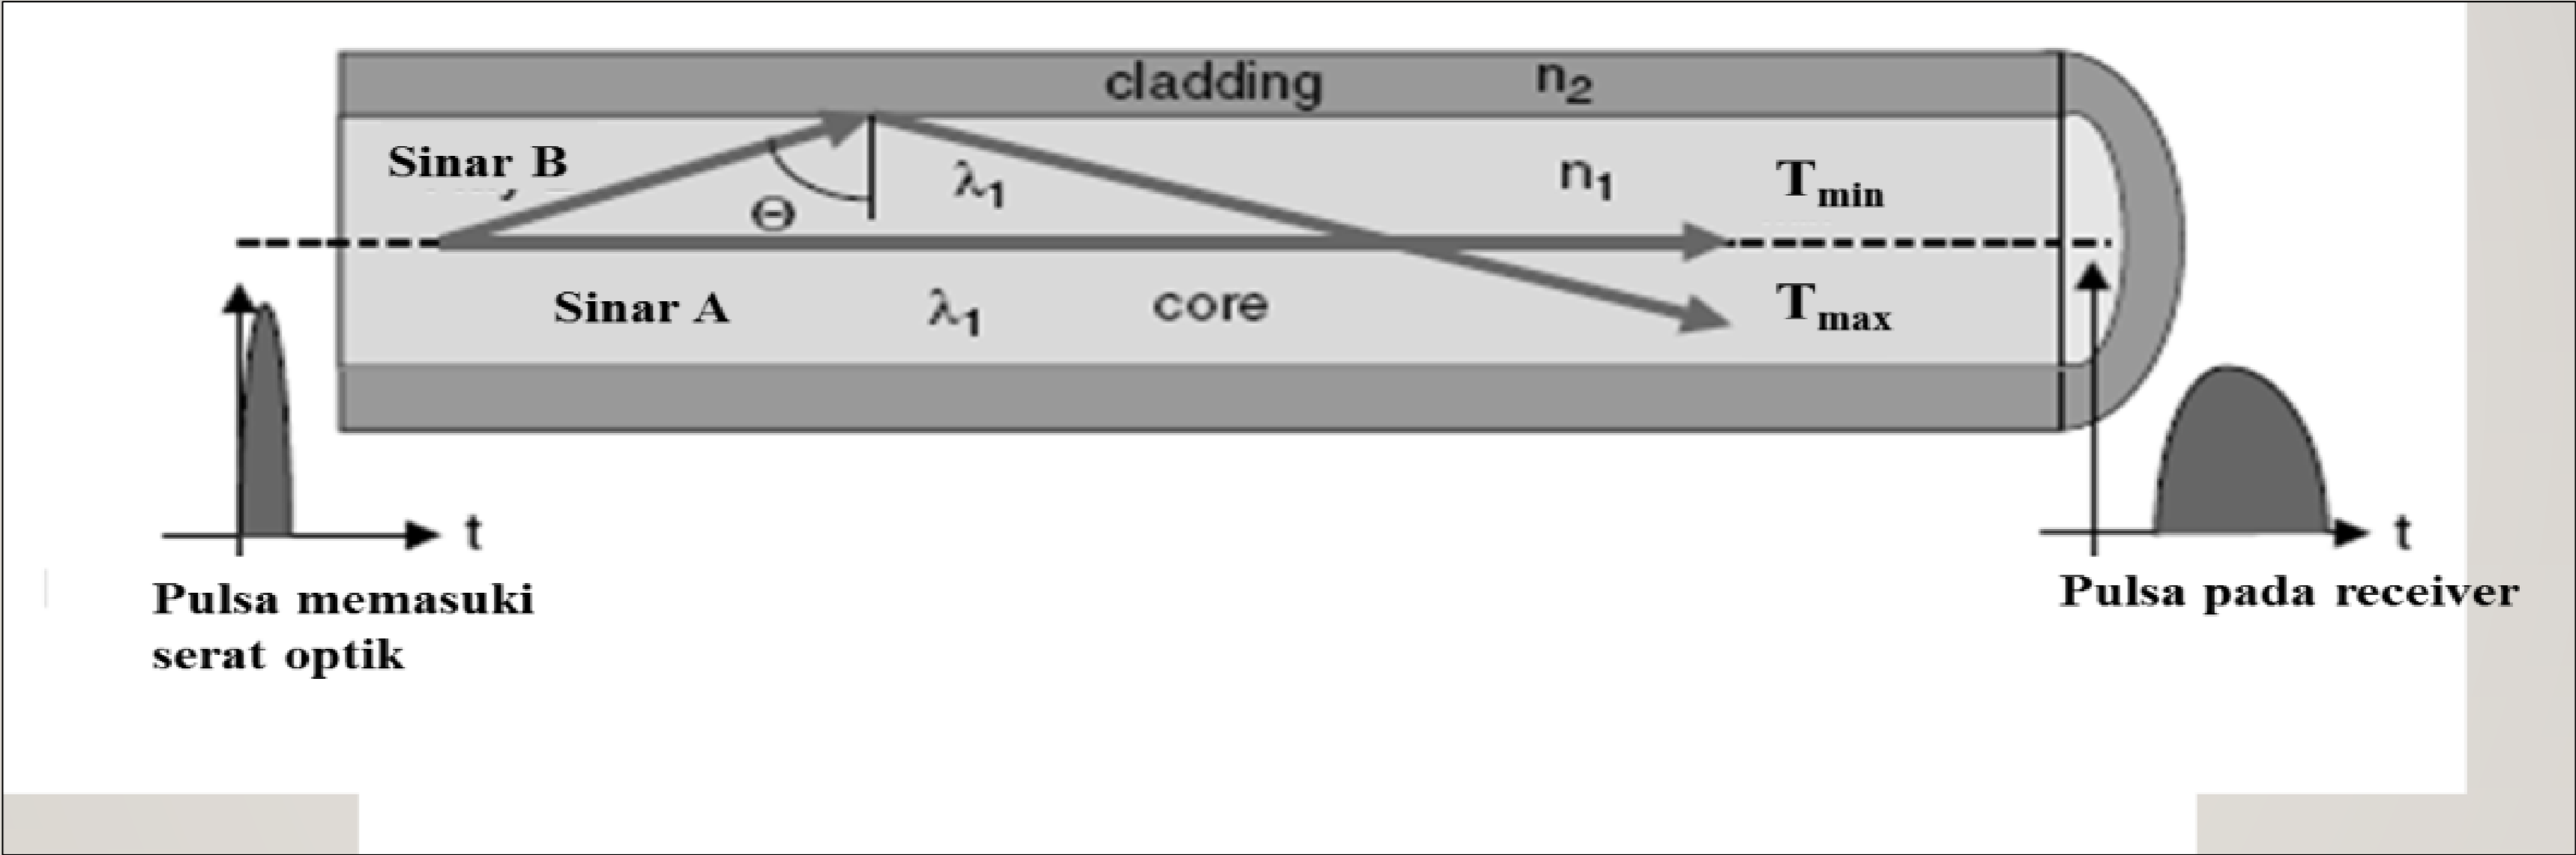 cladding n₂
Sinar B λ₁ n₁ Tmin
Θ
Sinar A λ₁ core Tmax
t t
Pulsa memasuki
serat optik
Pulsa pada receiver